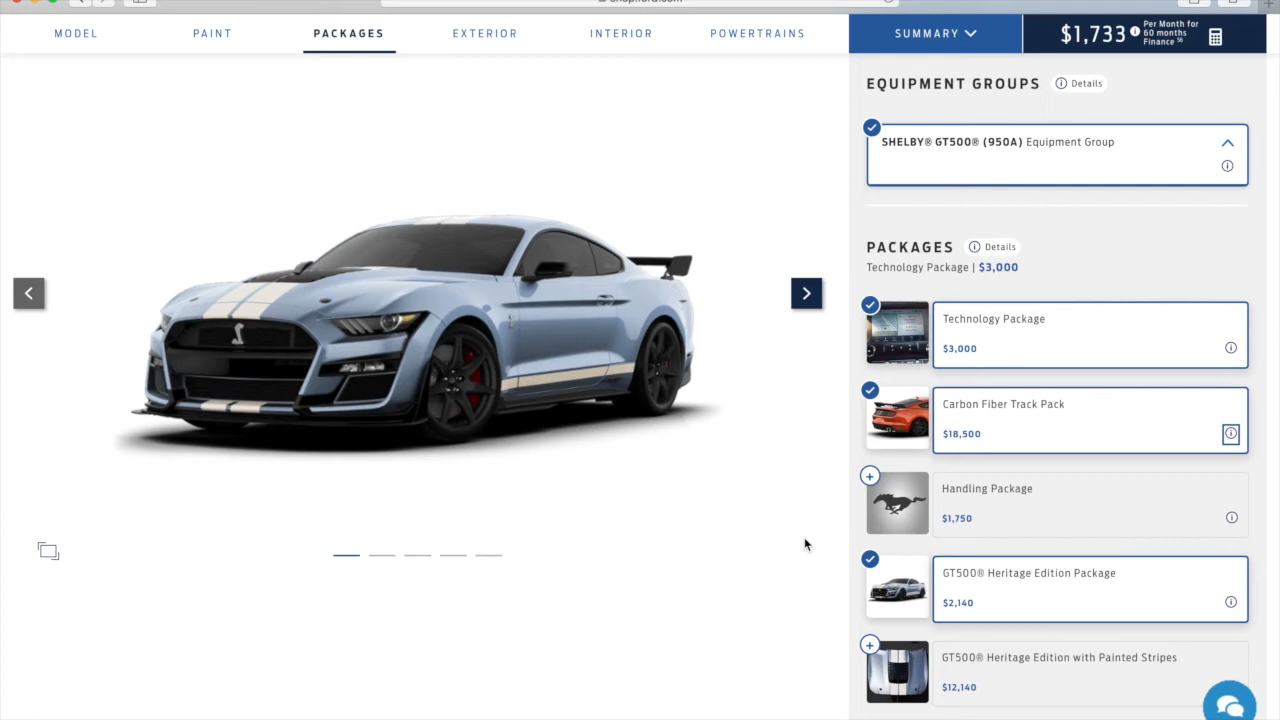 MODEL
PAINT
PACKAGES
EXTERIOR
INTERIOR
POWERTRAINS
SUMMARY
$1,733
Per Month for
60 months
Finance 56
EQUIPMENT GROUPS
Details
SHELBY® GT500® (950A) Equipment Group
PACKAGES
Details
Technology Package | $3,000
Technology Package
$3,000
Carbon Fiber Track Pack
$18,500
Handling Package
$1,750
GT500® Heritage Edition Package
$2,140
GT500® Heritage Edition with Painted Stripes
$12,140